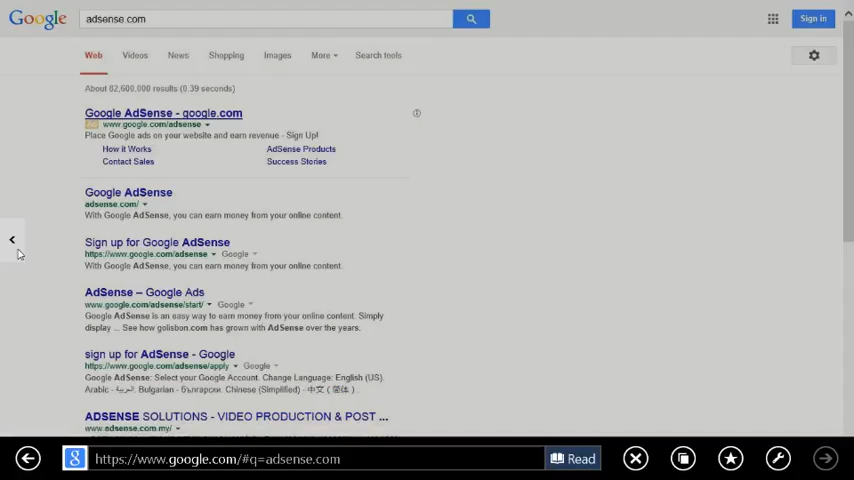 Google adsense.com Sign in
Web Videos News Shopping Images More Search tools
About 82,600,000 results (0.39 seconds)
Google AdSense - google.com
Ad www.google.com/adsense
Place Google ads on your website and earn revenue - Sign Up!
How it Works AdSense Products
Contact Sales Success Stories
Google AdSense
adsense.com/
With Google AdSense, you can earn money from your online content.
Sign up for Google AdSense
https://www.google.com/adsense Google
With Google AdSense, you can earn money from your online content.
AdSense – Google Ads
www.google.com/adsense/start/ Google
Google AdSense is an easy way to earn money from your online content. Simply
display ... See how golisbon.com has grown with AdSense over the years.
sign up for AdSense - Google
https://www.google.com/adsense/apply Google
Google AdSense: Select your Google Account. Change Language: English (US).
Arabic - العربية. Bulgarian - български. Chinese (Simplified) - 中文（简体）.
ADSENSE SOLUTIONS - VIDEO PRODUCTION & POST ...
www.adsense.com.my/
g https://www.google.com/#q=adsense.com Read